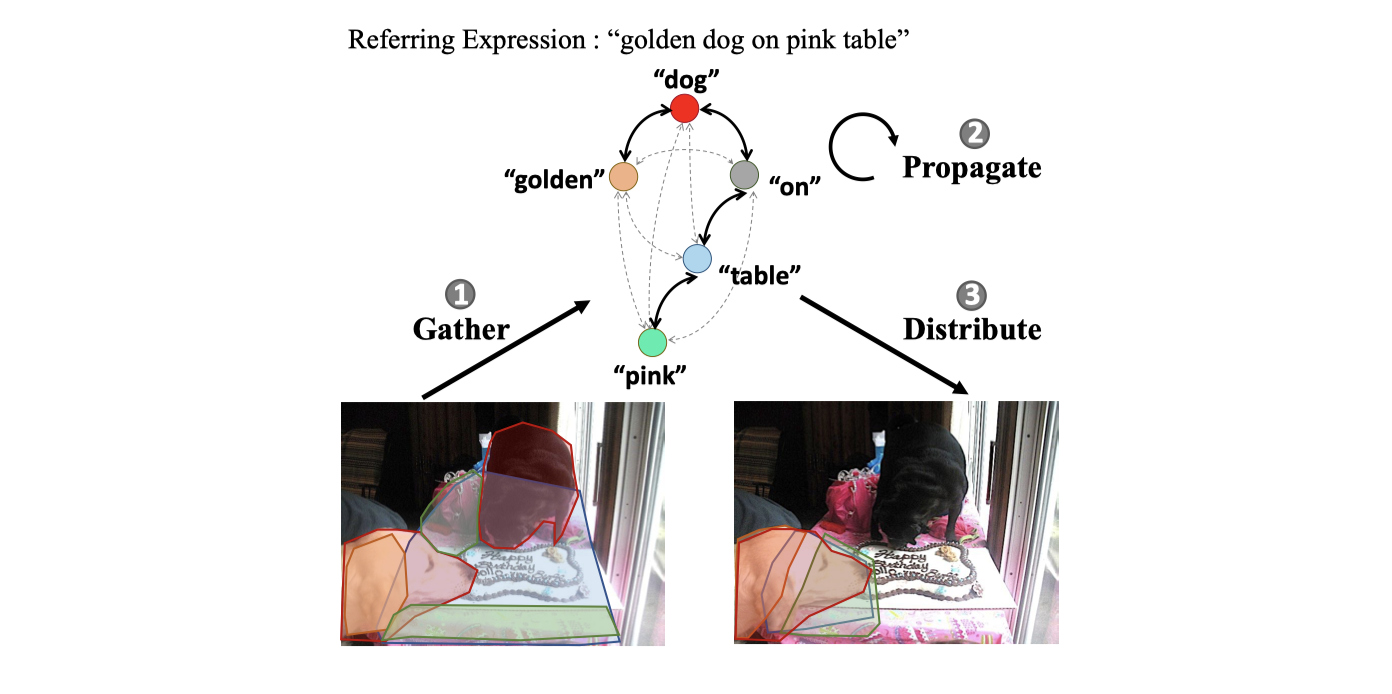 Referring Expression : “golden dog on pink table”
“dog”
“golden”
“on”
2
Propagate
“table”
1
Gather
3
Distribute
“pink”
Happy
Birthday
Happy
Birthday